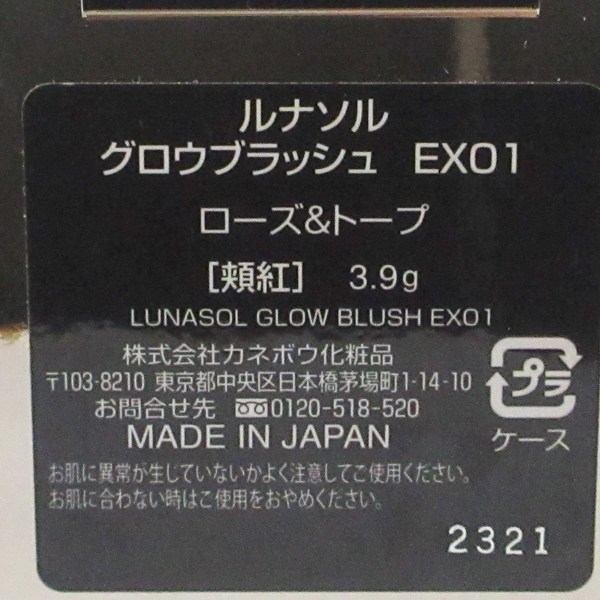 ルナソル
グロウブラッシュ　EX01
ローズ&トープ
[頬紅]　3.9g
LUNASOL GLOW BLUSH EX01
株式会社カネボウ化粧品
〒103-8210 東京都中央区日本橋茅場町1-14-10
お問合せ先 0120-518-520
MADE IN JAPAN
プラ
ケース
お肌に異常が生じていないかよく注意してご使用ください。
お肌に合わない時はご使用をおやめください。
2321